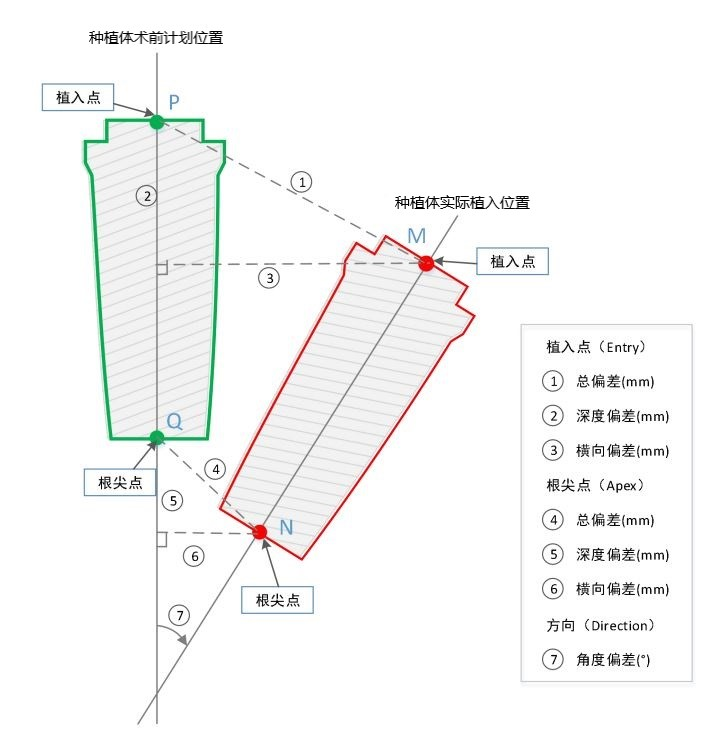 种植体术前计划位置
植入点
P
①
②
种植体实际植入位置
M
植入点
③
植入点（Entry）
① 总偏差(mm)
② 深度偏差(mm)
③ 横向偏差(mm)
根尖点（Apex）
④ 总偏差(mm)
⑤ 深度偏差(mm)
⑥ 横向偏差(mm)
方向（Direction）
⑦ 角度偏差(°)
Q
根尖点
④
⑤
N
⑥
根尖点
⑦